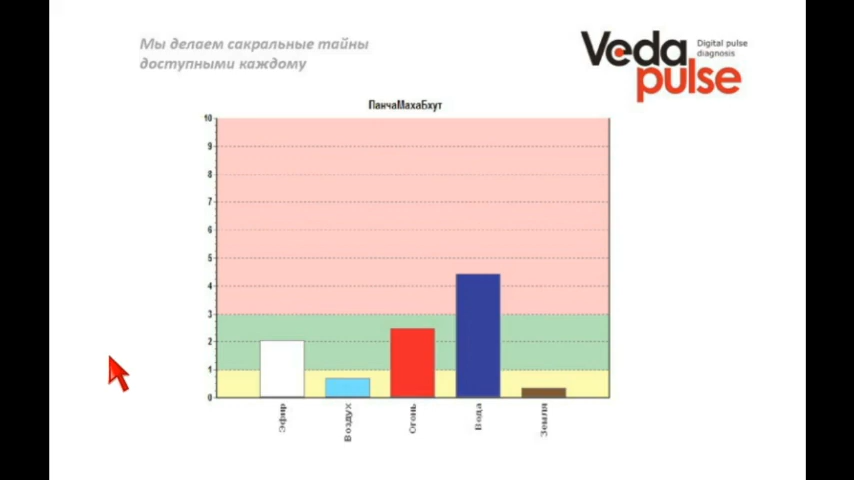 Мы делаем сакральные тайны
доступными каждому
Veda
pulse
Digital pulse
diagnosis
ПанчаМахаБхут
10
9
8
7
6
5
4
3
2
1
0
Эфир
Воздух
Огонь
Вода
Земля